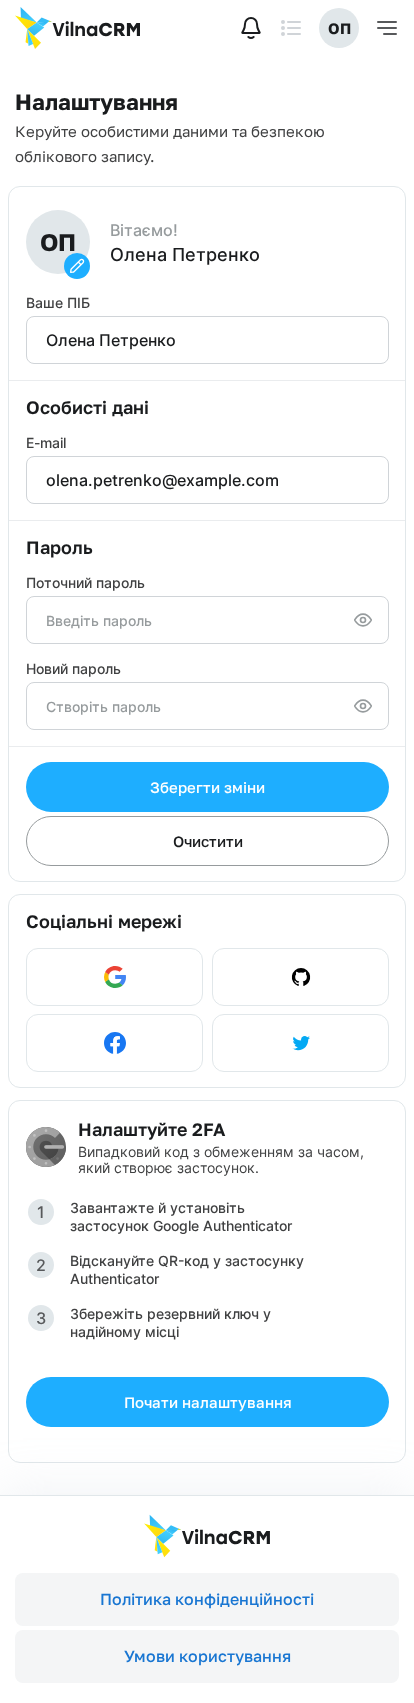 VilnaCRM
ОП
Налаштування
Керуйте особистими даними та безпекою
облікового запису.
ОП
Вітаємо!
Олена Петренко
Ваше ПІБ
Олена Петренко
Особисті дані
E-mail
olena.petrenko@example.com
Пароль
Поточний пароль
Введіть пароль
Новий пароль
Створіть пароль
Зберегти зміни
Очистити
Соціальні мережі
Налаштуйте 2FA
Випадковий код з обмеженням за часом,
який створює застосунок.
1
Завантажте й установіть
застосунок Google Authenticator
2
Відскануйте QR-код у застосунку
Authenticator
3
Збережіть резервний ключ у
надійному місці
Почати налаштування
VilnaCRM
Політика конфіденційності
Умови користування